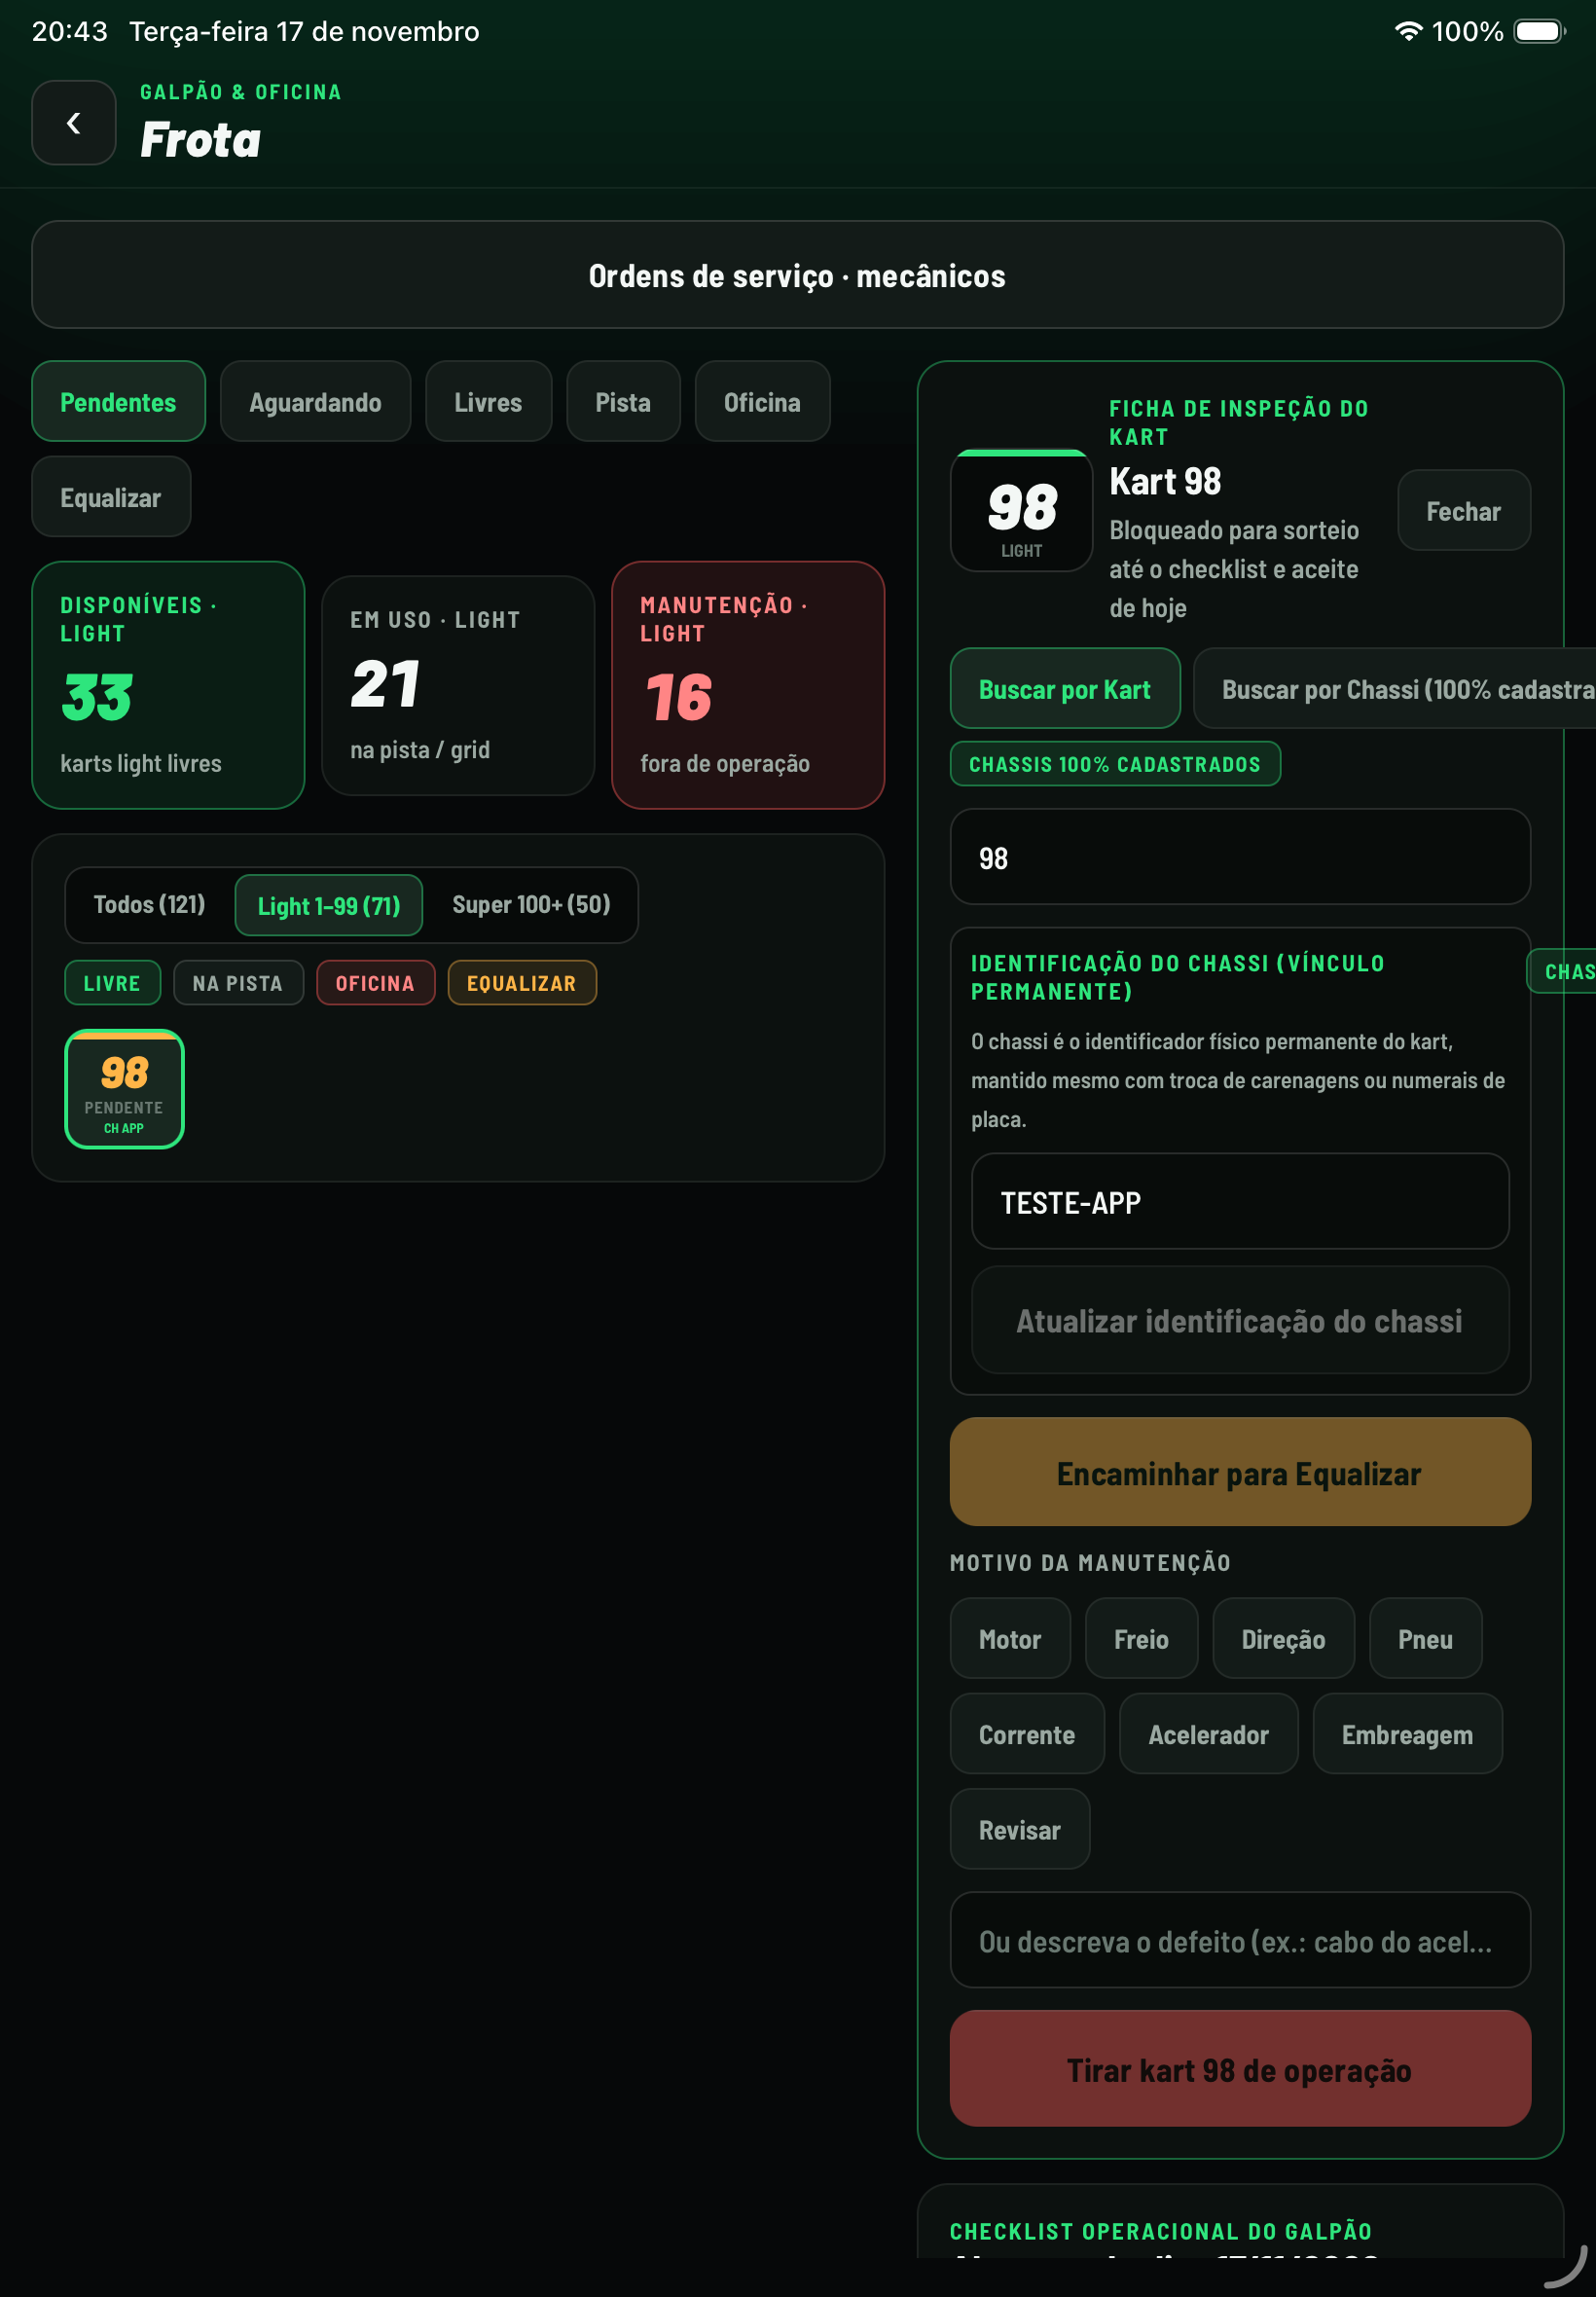 20:43 Terça-feira 17 de novembro
100%
GALPÃO & OFICINA
Frota
Ordens de serviço · mecânicos
Pendentes
Aguardando
Livres
Pista
Oficina
Equalizar
DISPONÍVEIS ·
LIGHT
33
karts light livres
EM USO · LIGHT
21
na pista / grid
MANUTENÇÃO ·
LIGHT
16
fora de operação
Todos (121)
Light 1–99 (71)
Super 100+ (50)
LIVRE
NA PISTA
OFICINA
EQUALIZAR
98
PENDENTE
CH APP
98
LIGHT
FICHA DE INSPEÇÃO DO
KART
Kart 98
Bloqueado para sorteio
até o checklist e aceite
de hoje
Fechar
Buscar por Kart
Buscar por Chassi (100% cadastra
CHASSIS 100% CADASTRADOS
98
IDENTIFICAÇÃO DO CHASSI (VÍNCULO
PERMANENTE)
CHAS
O chassi é o identificador físico permanente do kart,
mantido mesmo com troca de carenagens ou numerais de
placa.
TESTE-APP
Atualizar identificação do chassi
Encaminhar para Equalizar
MOTIVO DA MANUTENÇÃO
Motor
Freio
Direção
Pneu
Corrente
Acelerador
Embreagem
Revisar
Ou descreva o defeito (ex.: cabo do acel...
Tirar kart 98 de operação
CHECKLIST OPERACIONAL DO GALPÃO